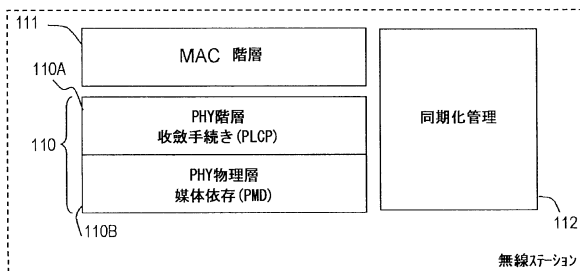 111
MAC 階層
110A
PHY階層
収斂手続き(PLCP)
110
PHY物理層
媒体依存(PMD)
110B
同期化管理
112
無線ステーション